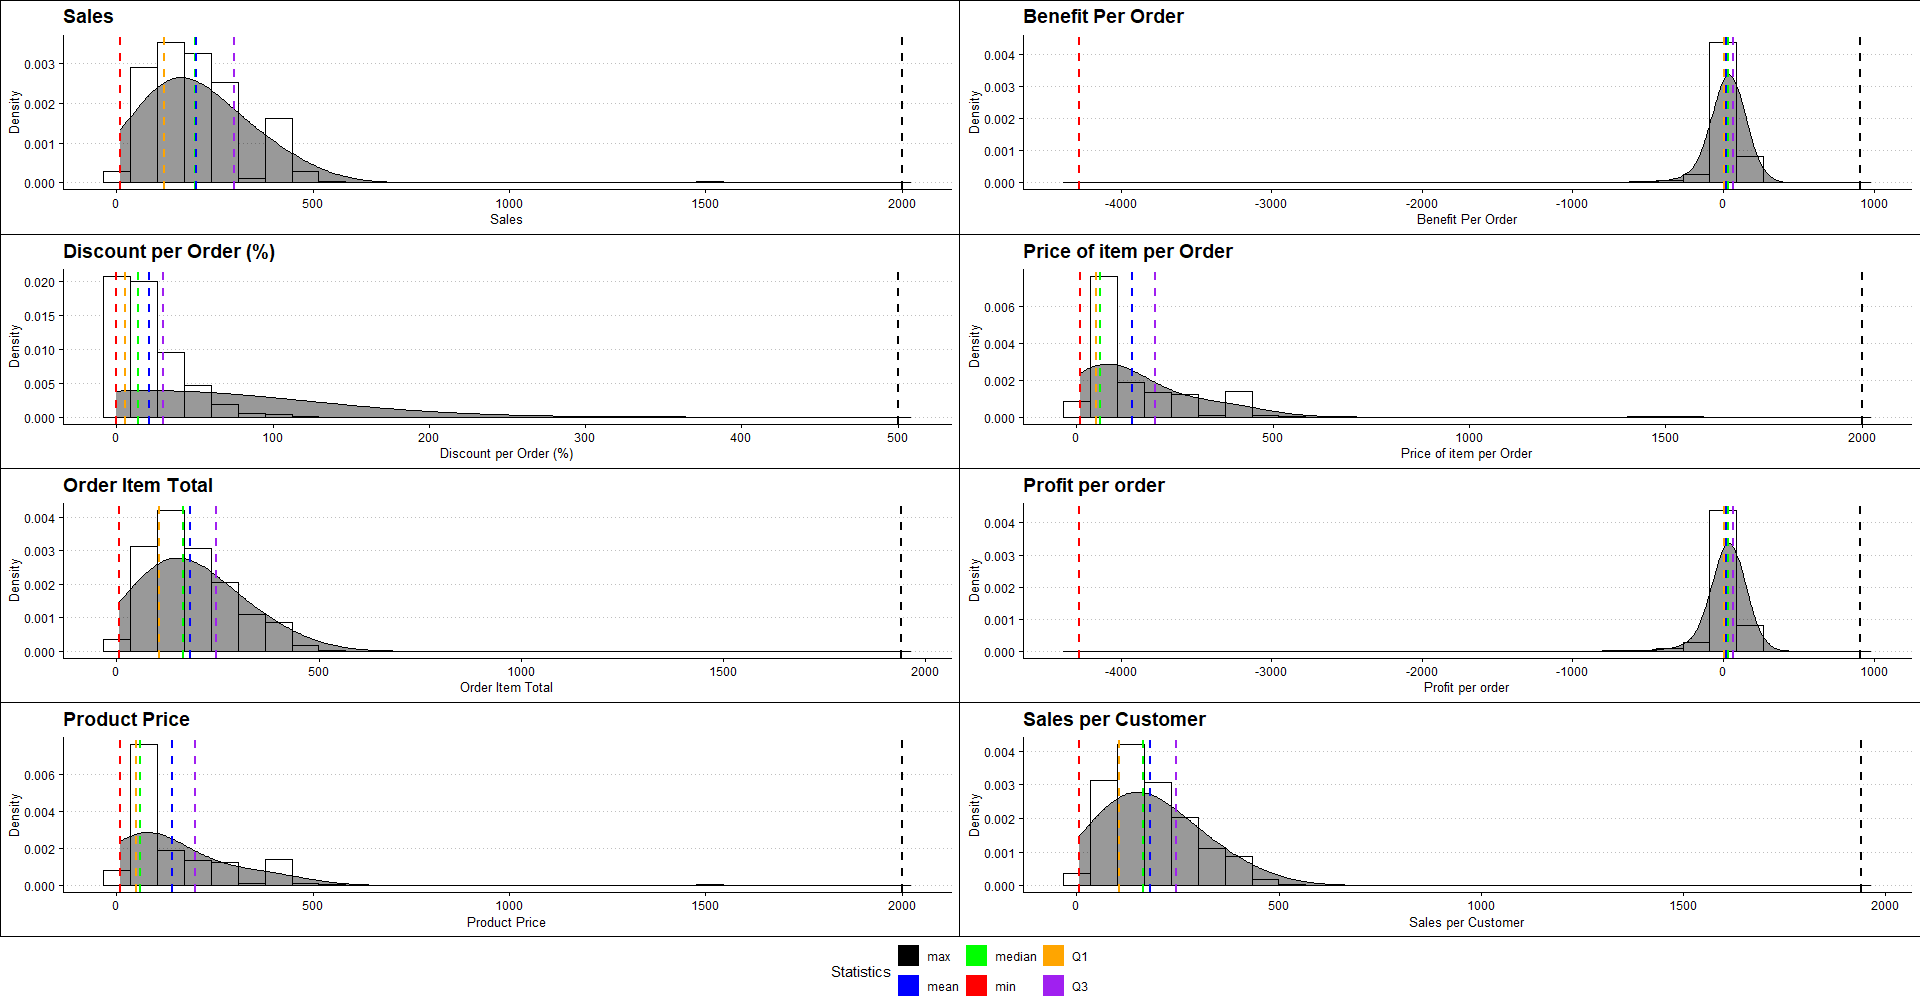 Sales
Density
0.003
0.002
0.001
0.000
0 500 1000 1500 2000
Sales
Benefit Per Order
Density
0.004
0.003
0.002
0.001
0.000
-4000 -3000 -2000 -1000 0 1000
Benefit Per Order
Discount per Order (%)
Density
0.020
0.015
0.010
0.005
0.000
0 100 200 300 400 500
Discount per Order (%)
Price of item per Order
Density
0.006
0.004
0.002
0.000
0 500 1000 1500 2000
Price of item per Order
Order Item Total
Density
0.004
0.003
0.002
0.001
0.000
0 500 1000 1500 2000
Order Item Total
Profit per order
Density
0.004
0.003
0.002
0.001
0.000
-4000 -3000 -2000 -1000 0 1000
Profit per order
Product Price
Density
0.006
0.004
0.002
0.000
0 500 1000 1500 2000
Product Price
Sales per Customer
Density
0.004
0.003
0.002
0.001
0.000
0 500 1000 1500 2000
Sales per Customer
Statistics
max median Q1
mean min Q3